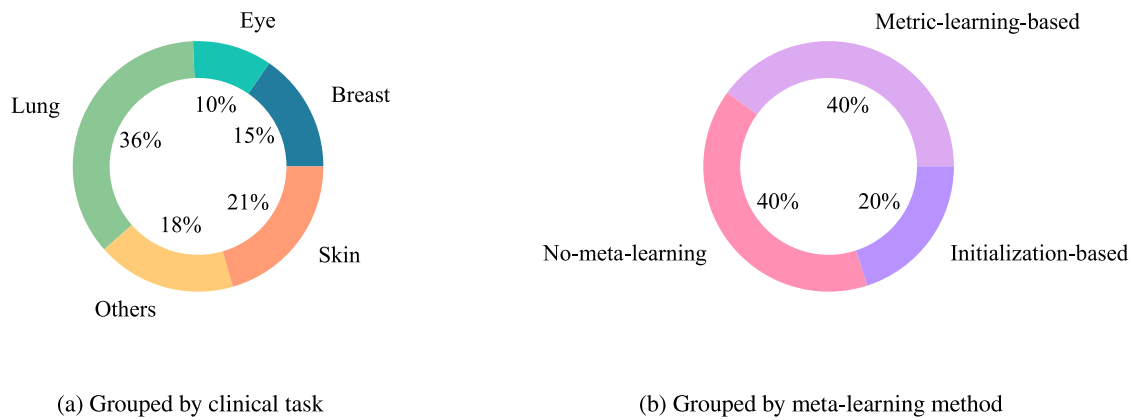 Eye
Breast
Lung
10%
15%
36%
21%
18%
Skin
Others
(a) Grouped by clinical task
Metric-learning-based
40%
40%
20%
No-meta-learning
Initialization-based
(b) Grouped by meta-learning method